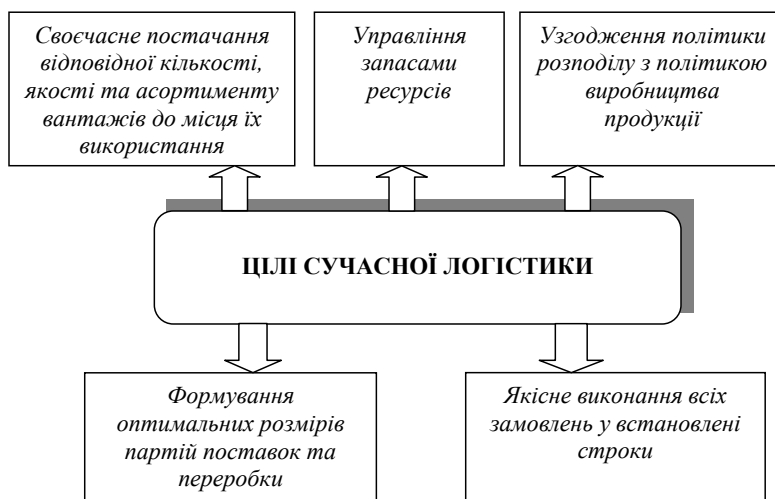 Своєчасне постачання
відповідної кількості,
якості та асортименту
вантажів до місця їх
використання
Управління
запасами
ресурсів
Узгодження політики
розподілу з політикою
виробництва
продукції
ЦІЛІ СУЧАСНОЇ ЛОГІСТИКИ
Формування
оптимальних розмірів
партій поставок та
переробки
Якісне виконання всіх
замовлень у встановлені
строки